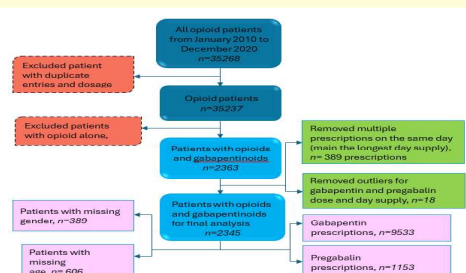 All opioid patients
from January 2010 to
December 2020
n=35268
Excluded patient
with duplicate
entries and dosage
Opioid patients
n=35237
Excluded patients
with opioid alone,
Patients with opioids
and gabapentinoids
n=2363
Removed multiple
prescriptions on the same day
(main the longest day supply),
n= 389 prescriptions
Removed outliers for
gabapentin and pregabalin
dose and day supply, n=18
Patients with opioids
and gabapentinoids
for final analysis
n=2345
Patients with missing
gender, n=389
Gabapentin
prescriptions, n=9533
Patients with
missing
age, n= 606
Pregabalin
prescriptions, n=1153